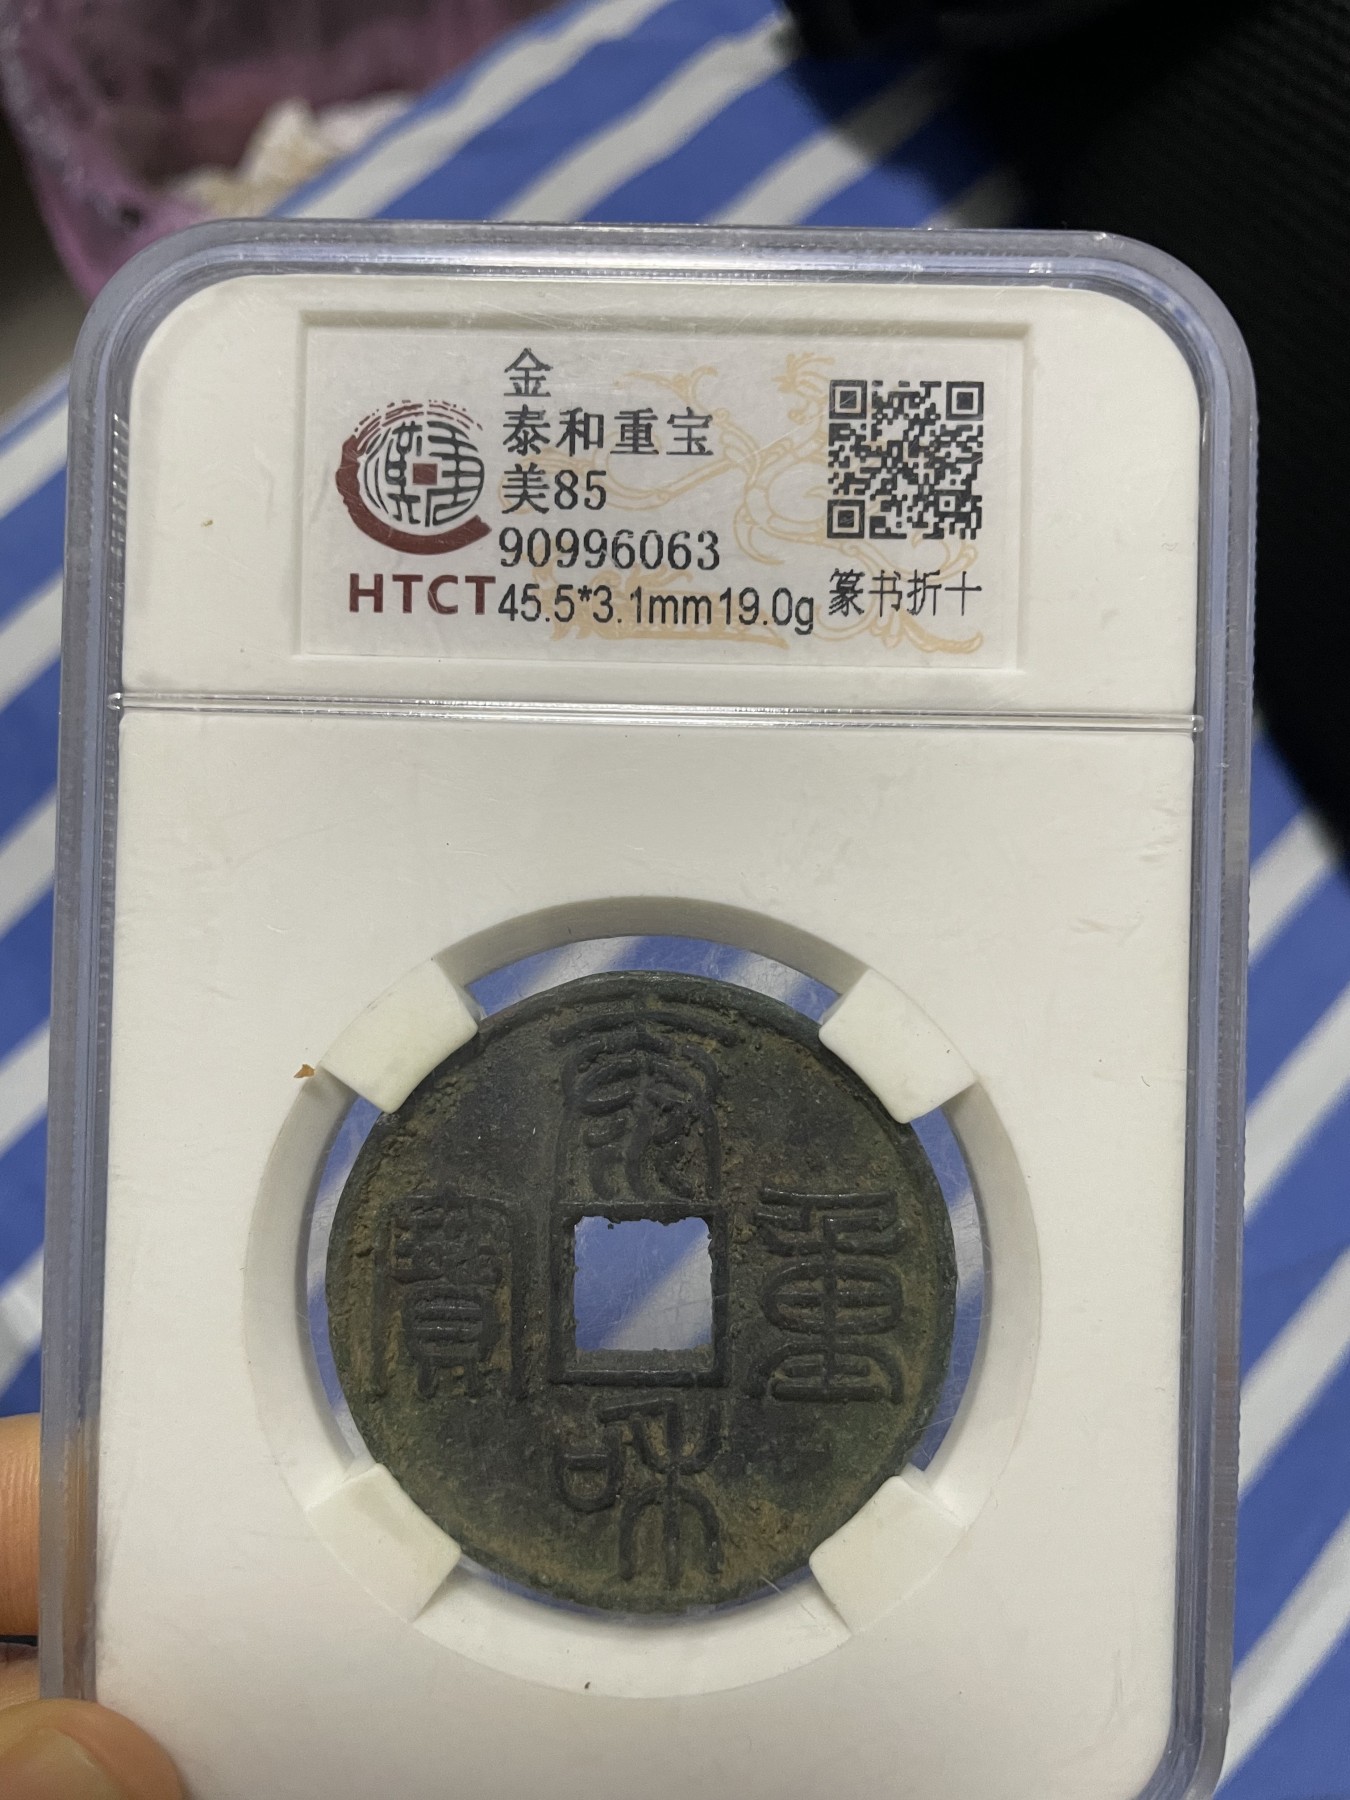 金
泰和重宝
美85
90996063
HTCT 45.5*3.1mm 19.0g 篆书折十
泰
寶 重
和